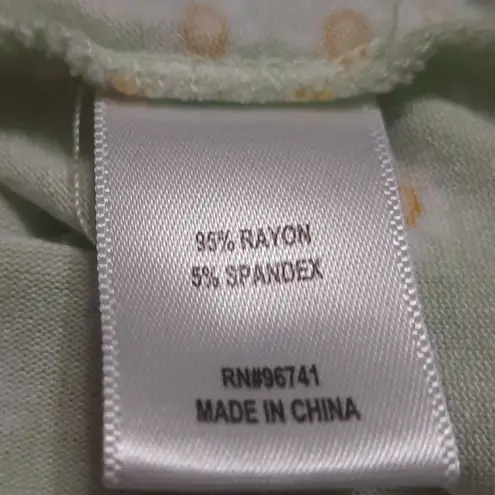 95% RAYON
5% SPANDEX
RN#96741
MADE IN CHINA